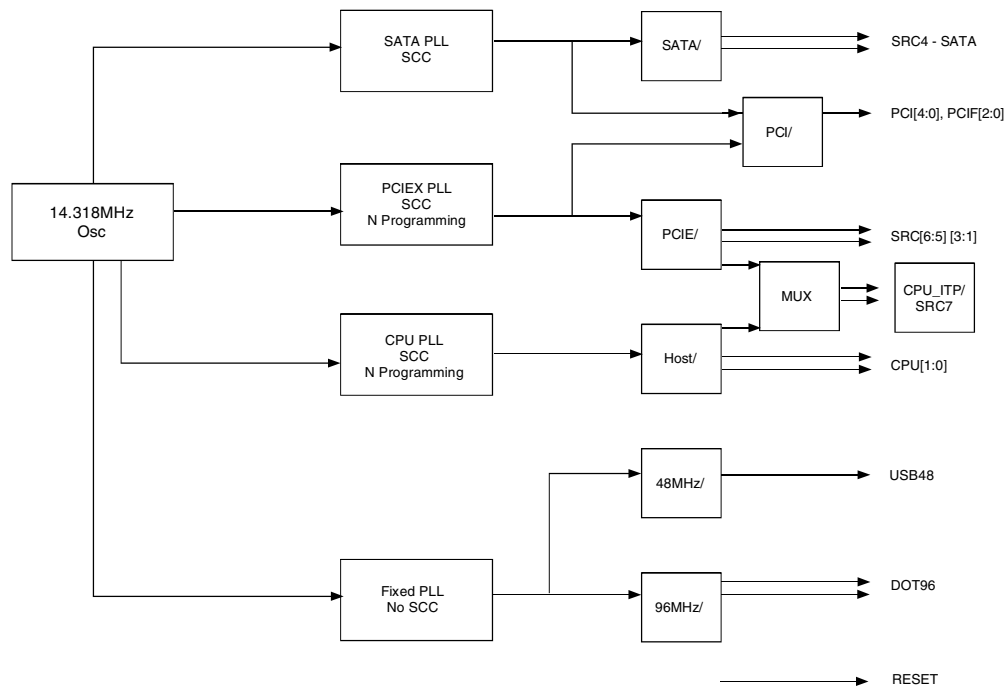 SATA PLL
SCC
SATA/
SRC4 - SATA
PCI/
PCI[4:0], PCIF[2:0]
14.318MHz
Osc
PCIEX PLL
SCC
N Programming
PCIE/
SRC[6:5] [3:1]
MUX
CPU_ITP/
SRC7
CPU PLL
SCC
N Programming
Host/
CPU[1:0]
48MHz/
USB48
Fixed PLL
No SCC
96MHz/
DOT96
RESET